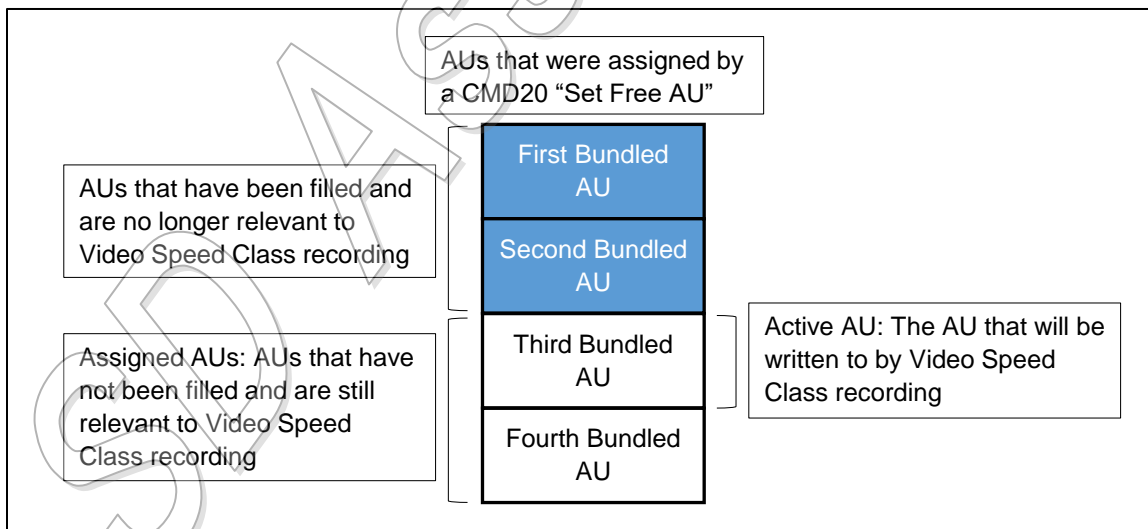 AUs that were assigned by
a CMD20 “Set Free AU”
First Bundled
AU
AUs that have been filled and
are no longer relevant to
Video Speed Class recording
Second Bundled
AU
Assigned AUs: AUs that have
not been filled and are still
relevant to Video Speed
Class recording
Third Bundled
AU
Active AU: The AU that will be
written to by Video Speed
Class recording
Fourth Bundled
AU
SD Ass